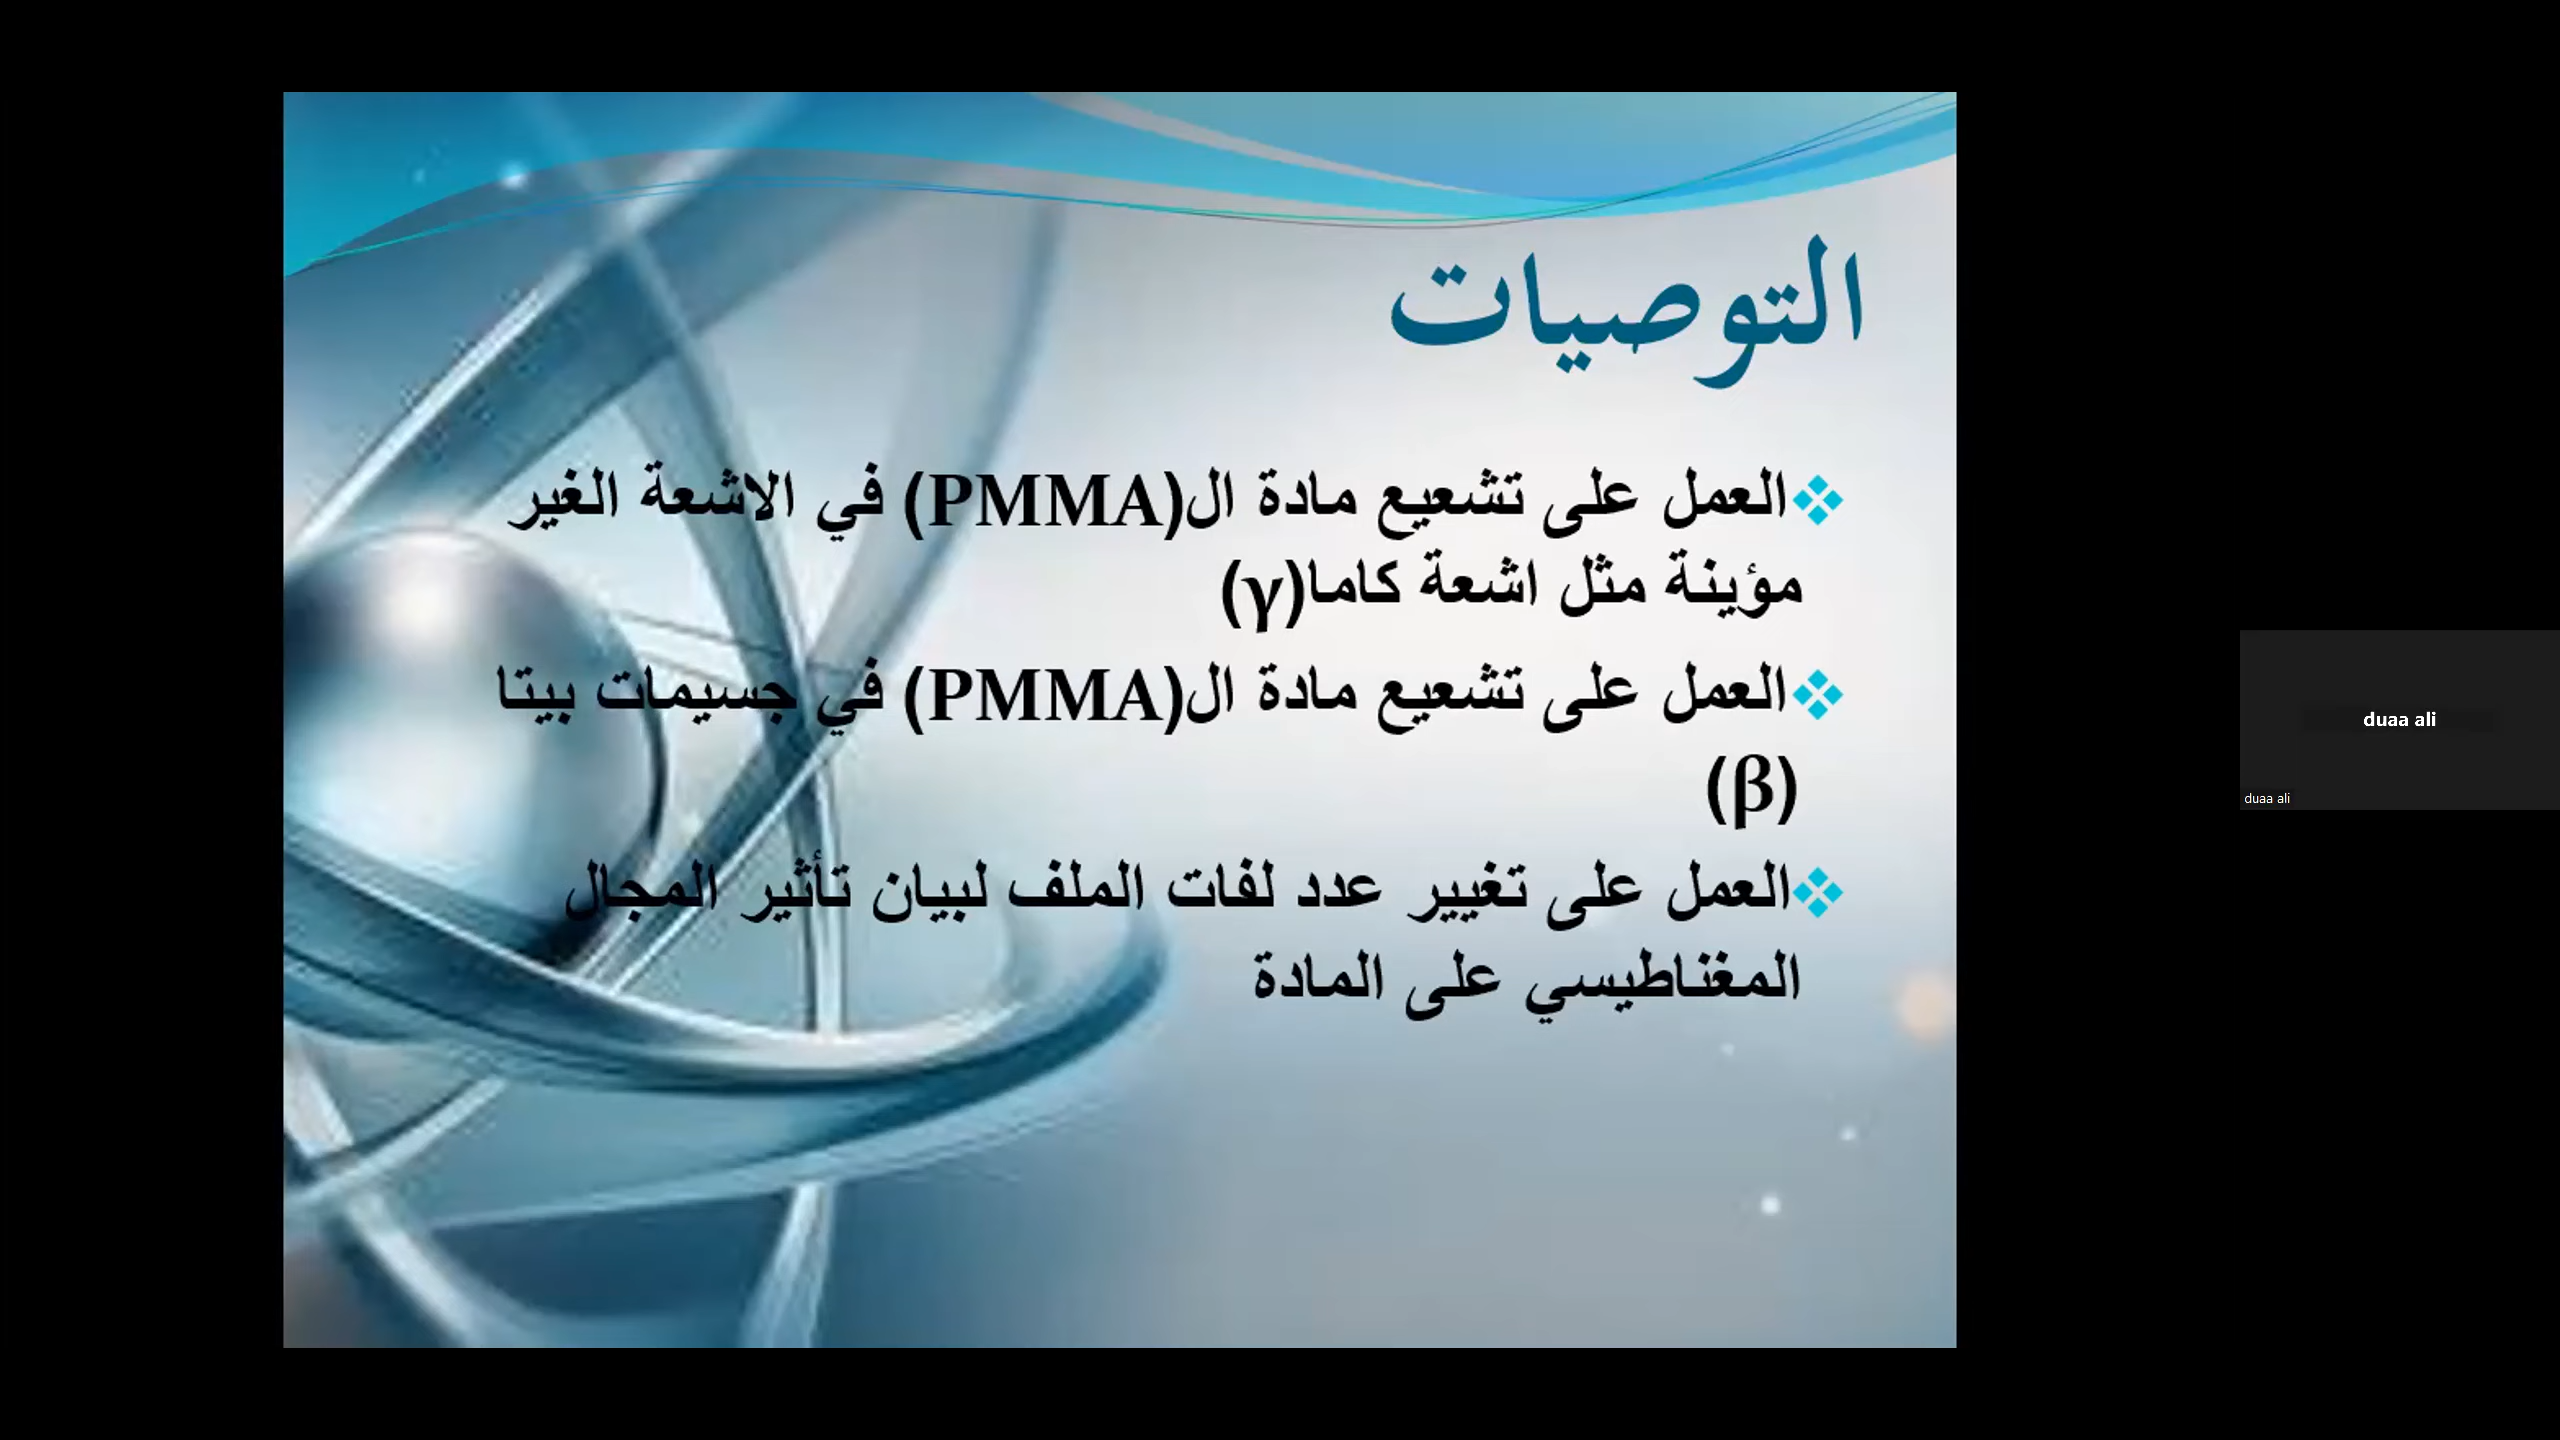 التوصيات
العمل على تشعيع مادة ال(PMMA) في الاشعة الغير
مؤينة مثل اشعة كاما(γ)
العمل على تشعيع مادة ال(PMMA) في جسيمات بيتا
(β)
العمل على تغيير عدد لفات الملف لبيان تأثير المجال
المغناطيسي على المادة
duaa ali
duaa ali